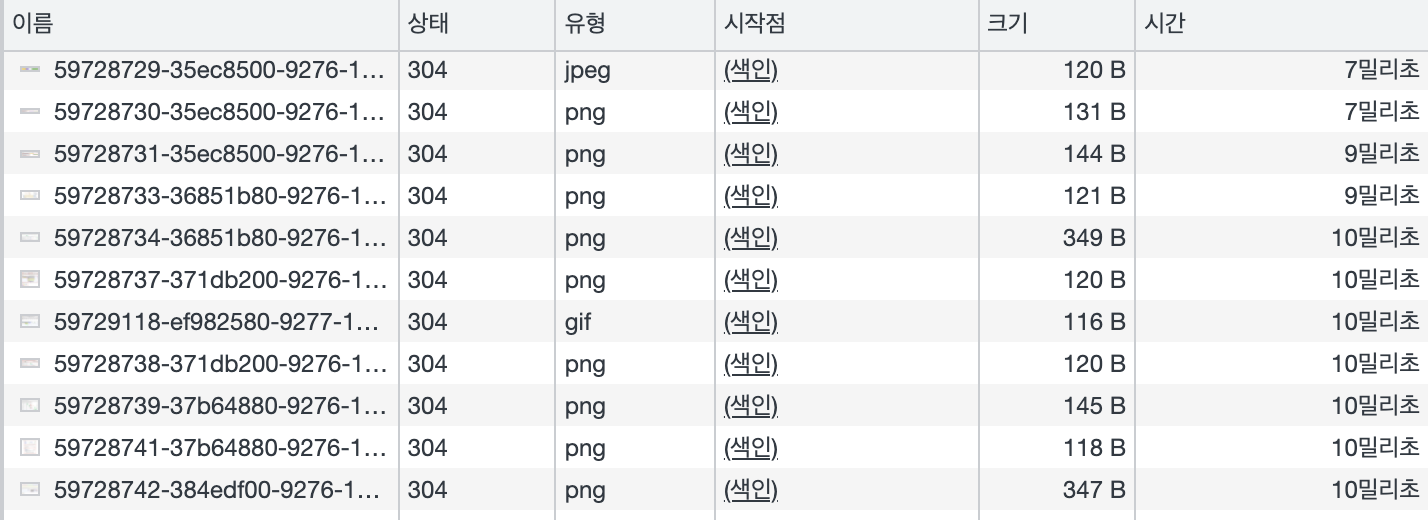 이름 상태 유형 시작점 크기 시간
59728729-35ec8500-9276-1... 304 jpeg (색인) 120 B 7밀리초
59728730-35ec8500-9276-1... 304 png (색인) 131 B 7밀리초
59728731-35ec8500-9276-1... 304 png (색인) 144 B 9밀리초
59728733-36851b80-9276-1... 304 png (색인) 121 B 9밀리초
59728734-36851b80-9276-1... 304 png (색인) 349 B 10밀리초
59728737-371db200-9276-1... 304 png (색인) 120 B 10밀리초
59729118-ef982580-9277-1... 304 gif (색인) 116 B 10밀리초
59728738-371db200-9276-1... 304 png (색인) 120 B 10밀리초
59728739-37b64880-9276-1... 304 png (색인) 145 B 10밀리초
59728741-37b64880-9276-1... 304 png (색인) 118 B 10밀리초
59728742-384edf00-9276-1... 304 png (색인) 347 B 10밀리초